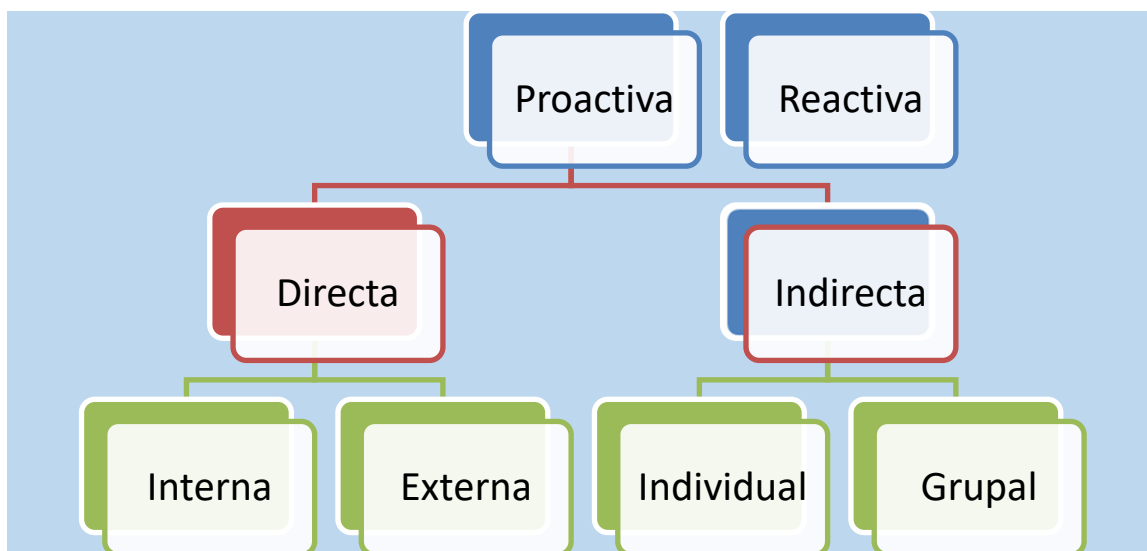 Proactiva
Reactiva
Directa
Indirecta
Interna
Externa
Individual
Grupal